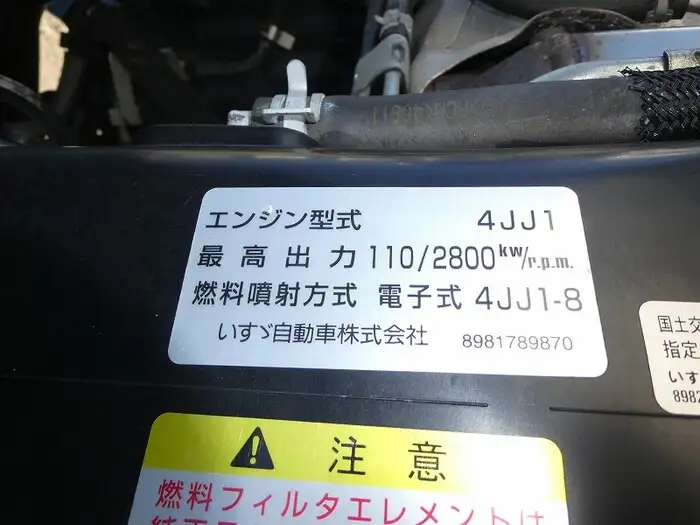 エンジン型式 4JJ1
最高出力 110/2800kw/r.p.m.
燃料噴射方式 電子式 4JJ1-8
いすゞ自動車株式会社 8981789870
国土交
指定
いす
898
注意
燃料フィルタエレメントは